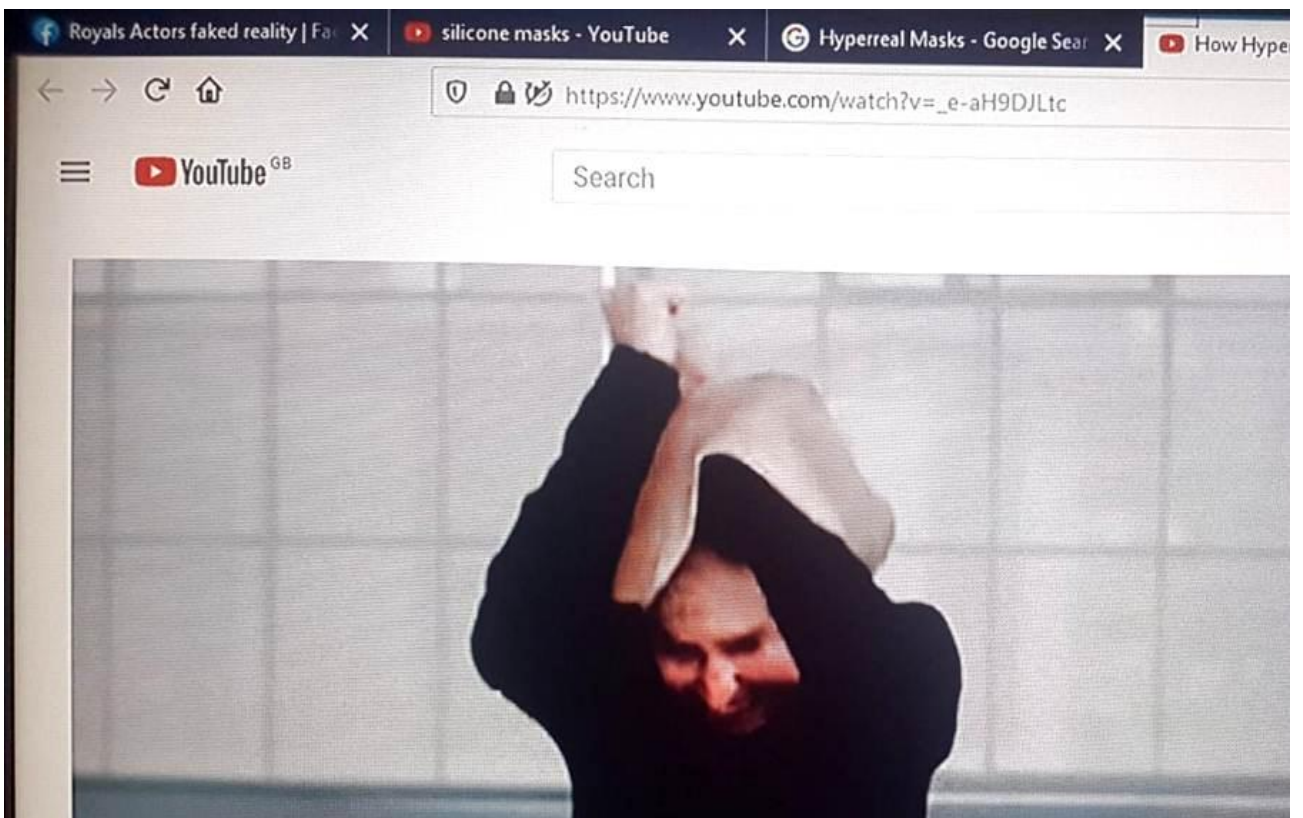 Royals Actors faked reality | Fa
silicone masks - YouTube
Hyperreal Masks - Google Sear
How Hyper
https://www.youtube.com/watch?v=_e-aH9DJLtc
YouTube GB
Search